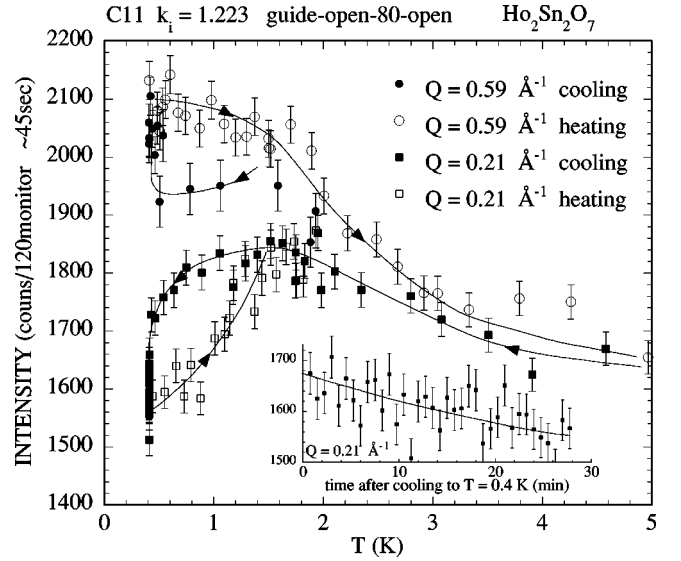 C11 k_i = 1.223 guide-open-80-open Ho₂Sn₂O₇
INTENSITY (couns/120monitor ~45sec)
2200
2100
2000
1900
1800
1700
1600
1500
1400
Q = 0.59 Å⁻¹ cooling
Q = 0.59 Å⁻¹ heating
Q = 0.21 Å⁻¹ cooling
Q = 0.21 Å⁻¹ heating
1700
1600
1500
Q = 0.21 Å⁻¹
0 10 20 30
time after cooling to T = 0.4 K (min)
0 1 2 3 4 5
T (K)